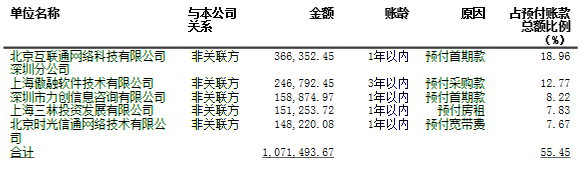 单位名称 与本公司 金额 账龄 原因 占预付账款
关系 总额比例
(%)
北京互联通网络科技有限公司 非关联方 366,352.45 1年以内 预付首期款 18.96
深圳分公司
上海傲融软件技术有限公司 非关联方 246,792.45 3年以内 预付采购款 12.77
深圳市力创信息咨询有限公司 非关联方 158,874.97 1年以内 预付首期款 8.22
上海三林投资发展有限公司 非关联方 151,253.72 1年以内 预付房租 7.83
北京时光信通网络技术有限公 非关联方 148,220.08 1年以内 预付宽带费 7.67
司
合计 1,071,493.67 55.45